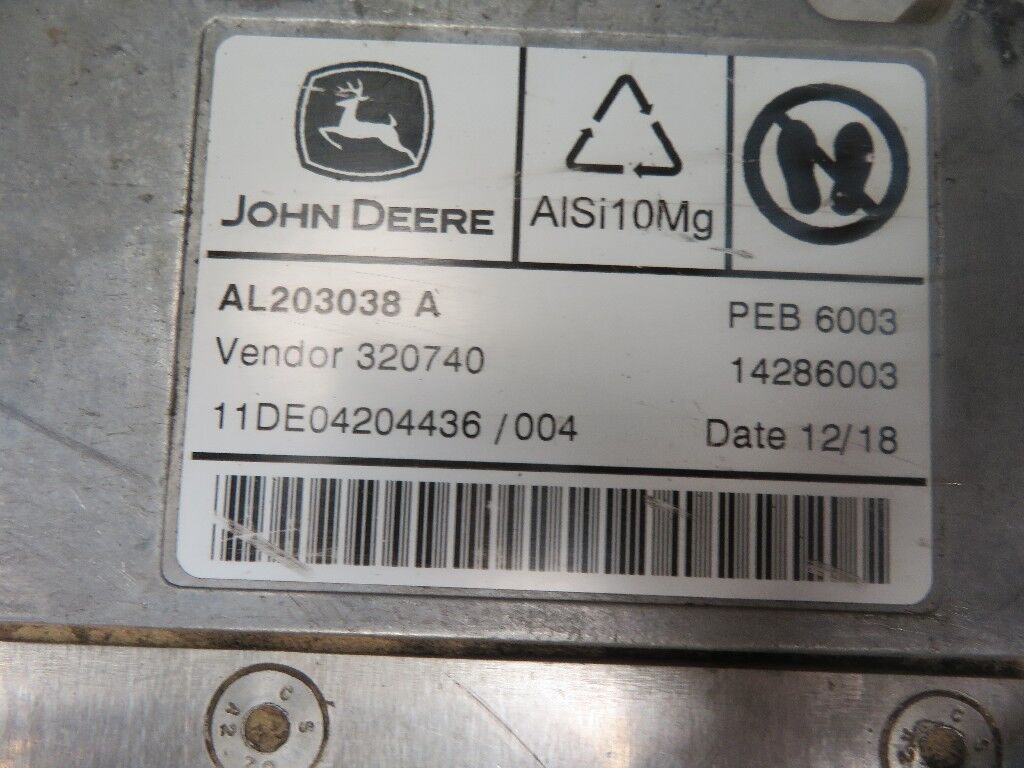 JOHN DEERE
AlSi10Mg
AL203038 A
PEB 6003
Vendor 320740
14286003
11DE04204436 /004
Date 12/18